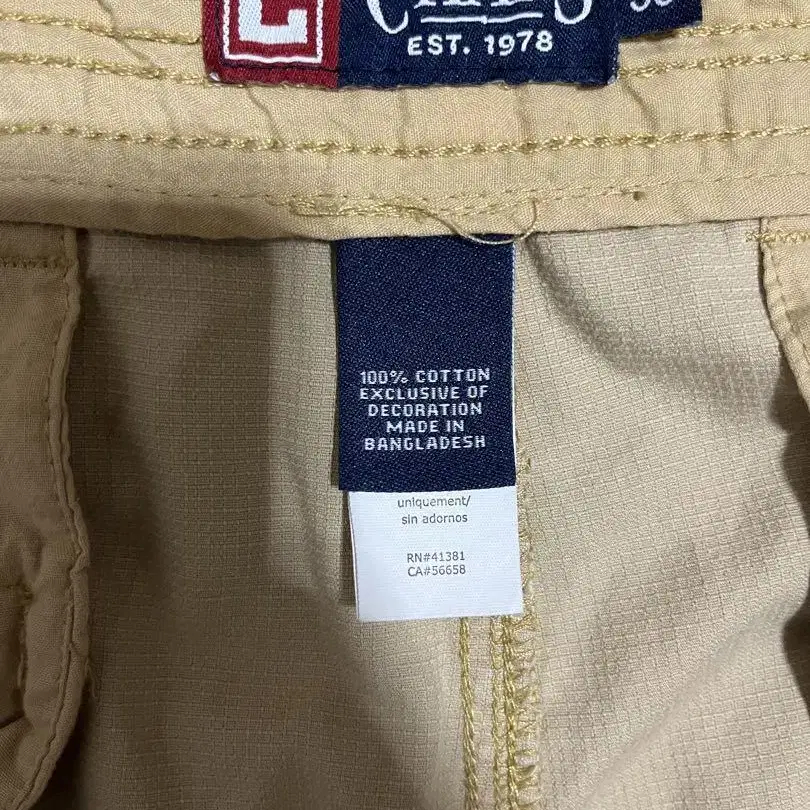 C
EST. 1978
100% COTTON
EXCLUSIVE OF
DECORATION
MADE IN
BANGLADESH
uniquement/
sin adornos
RN#41381
CA#56658